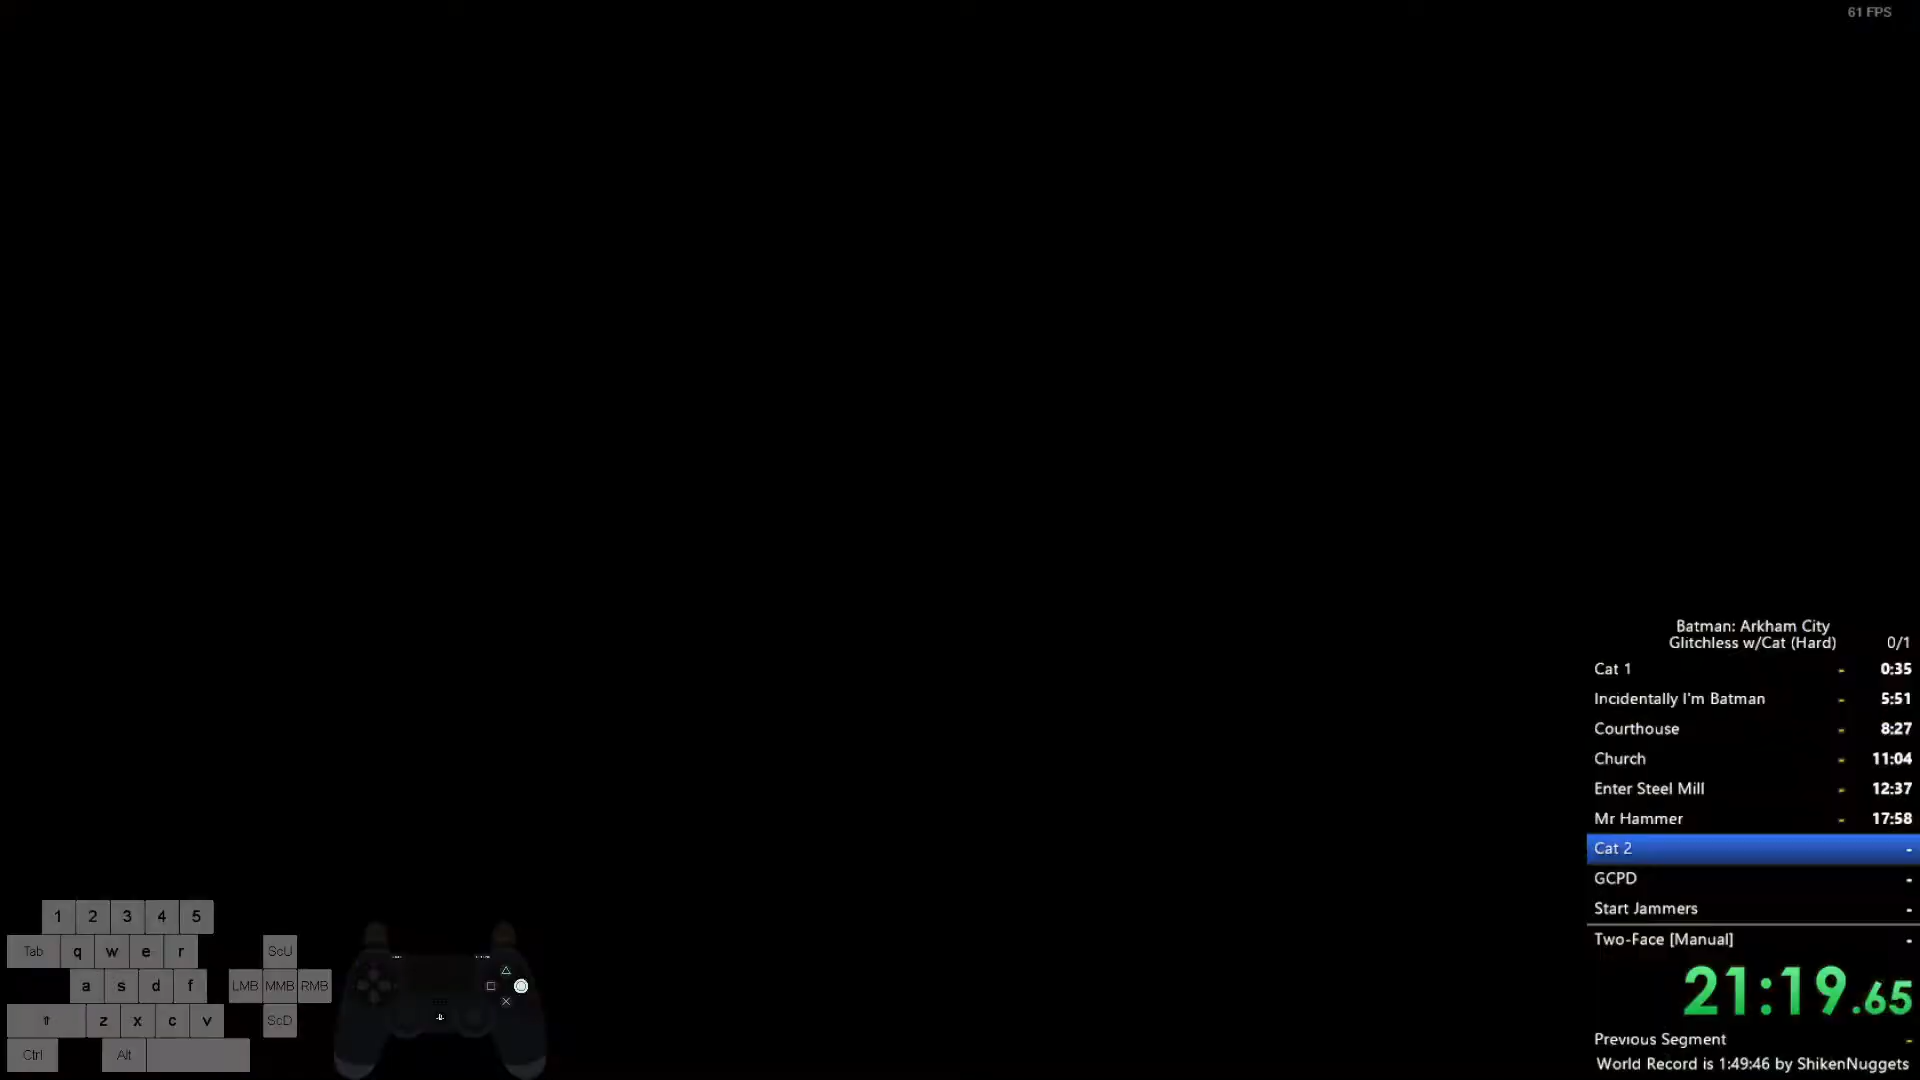 61 FPS
Batman: Arkham City
Glitchless w/Cat (Hard) 0/1
Cat 1 - 0:35
Incidentally I'm Batman - 5:51
Courthouse - 8:27
Church - 11:04
Enter Steel Mill - 12:37
Mr Hammer - 17:58
Cat 2 -
GCPD -
Start Jammers -
Two-Face [Manual] -
21:19.65
Previous Segment -
World Record is 1:49:46 by ShikenNuggets
1 2 3 4 5
Tab q w e r ScU
a s d f LMB MMB RMB
⇧ z x c v ScD
Ctrl Alt